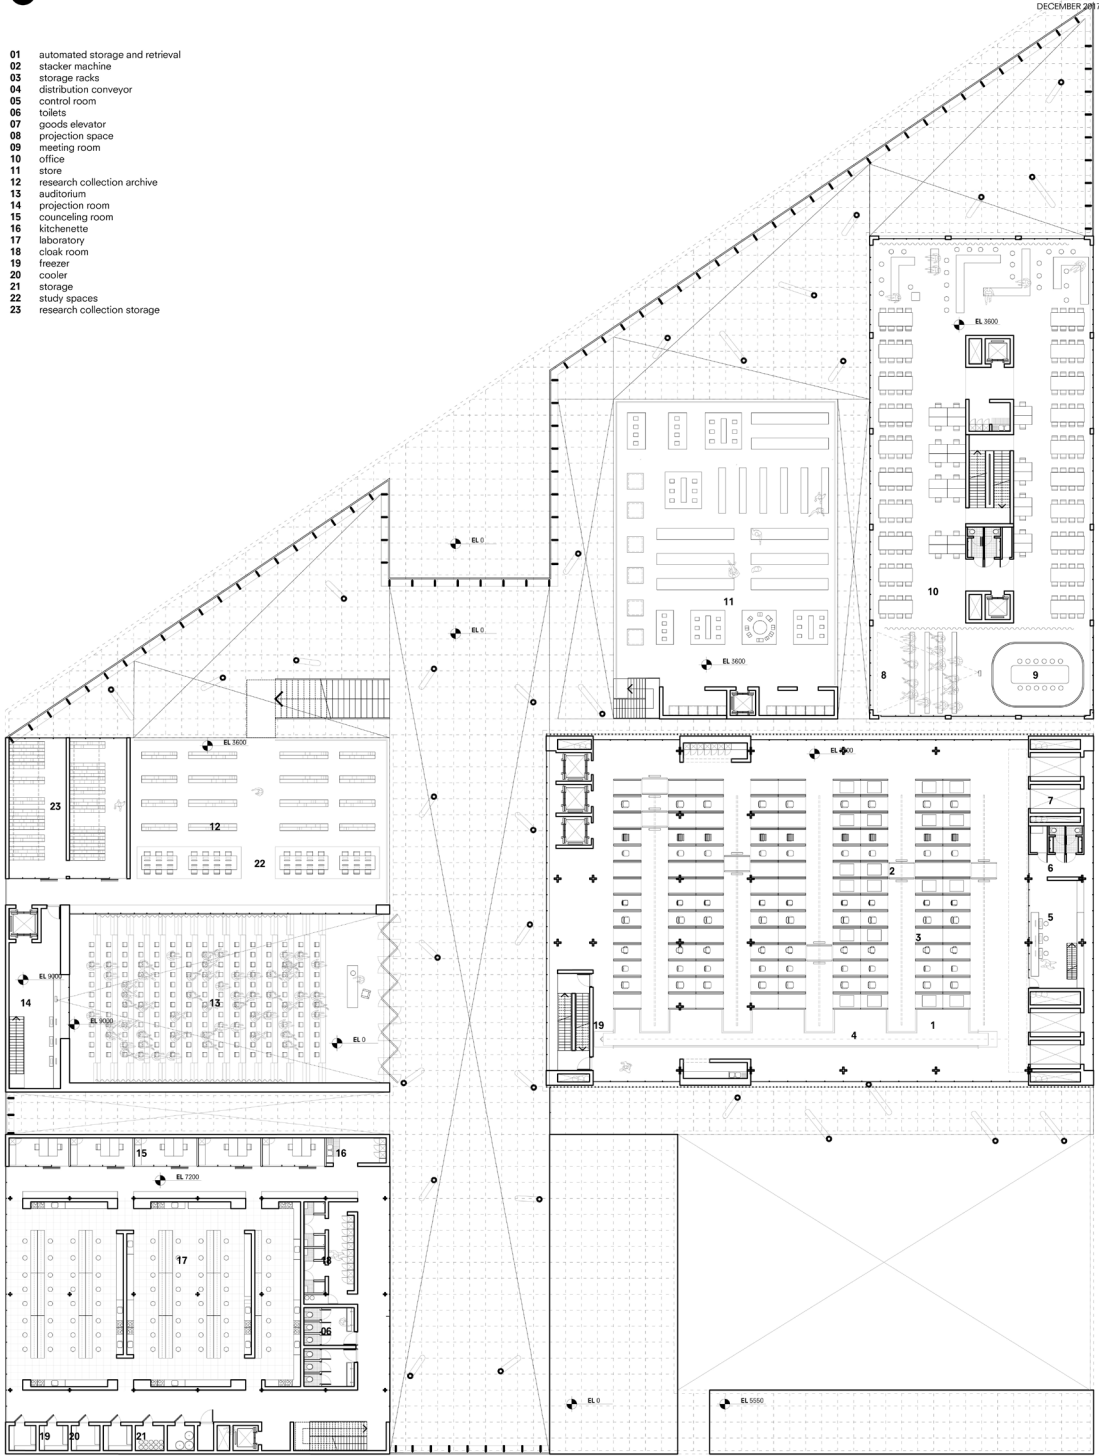 DECEMBER 2017
01 automated storage and retrieval
02 stacker machine
03 storage racks
04 distribution conveyor
05 control room
06 toilets
07 goods elevator
08 projection space
09 meeting room
10 office
11 store
12 research collection archive
13 auditorium
14 projection room
15 counceling room
16 kitchenette
17 laboratory
18 cloak room
19 freezer
20 cooler
21 storage
22 study spaces
23 research collection storage
EL 3600
EL 0
10
11
EL 0
EL 3600
8
9
EL 3600
7
23
12
22
6
2
5
3
EL 9000
14
13
EL 9000
19
1
4
EL 0
15
16
EL 7200
17
18
06
EL 0
EL 5550
19
20
21